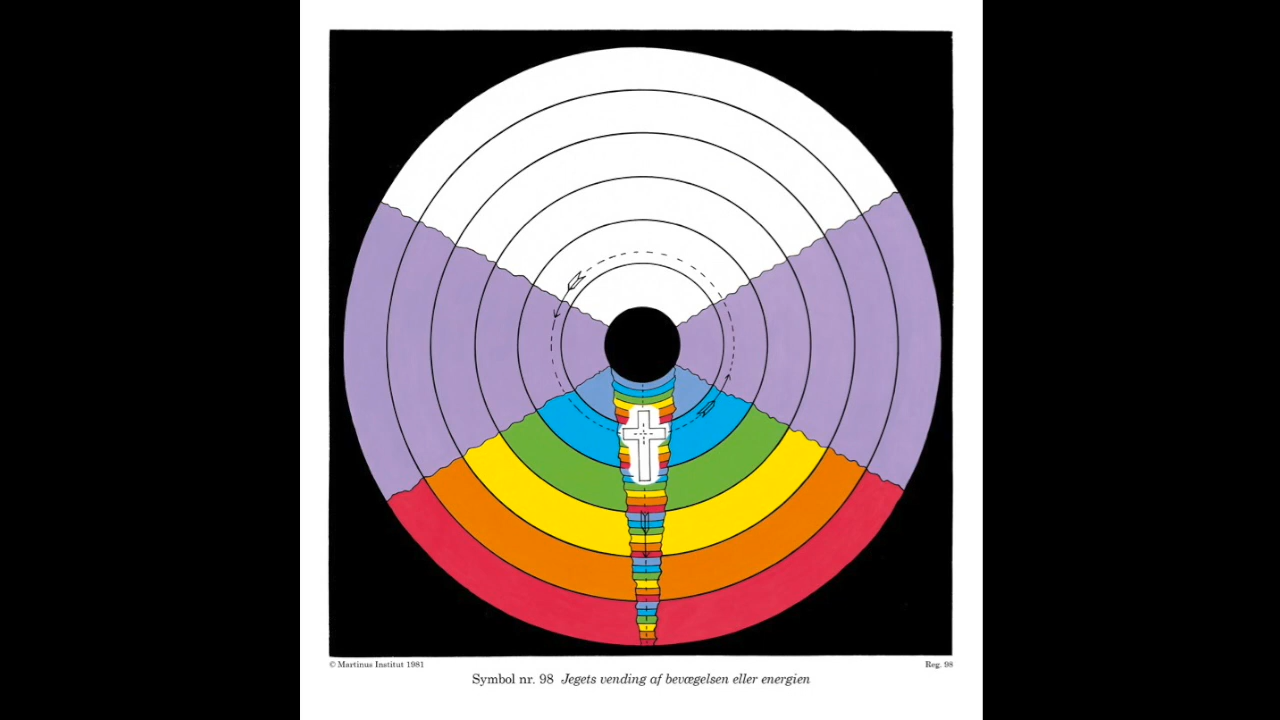 © Martinus Institut 1981
Reg. 98
Symbol nr. 98 Jegets vending af bevægelsen eller energien